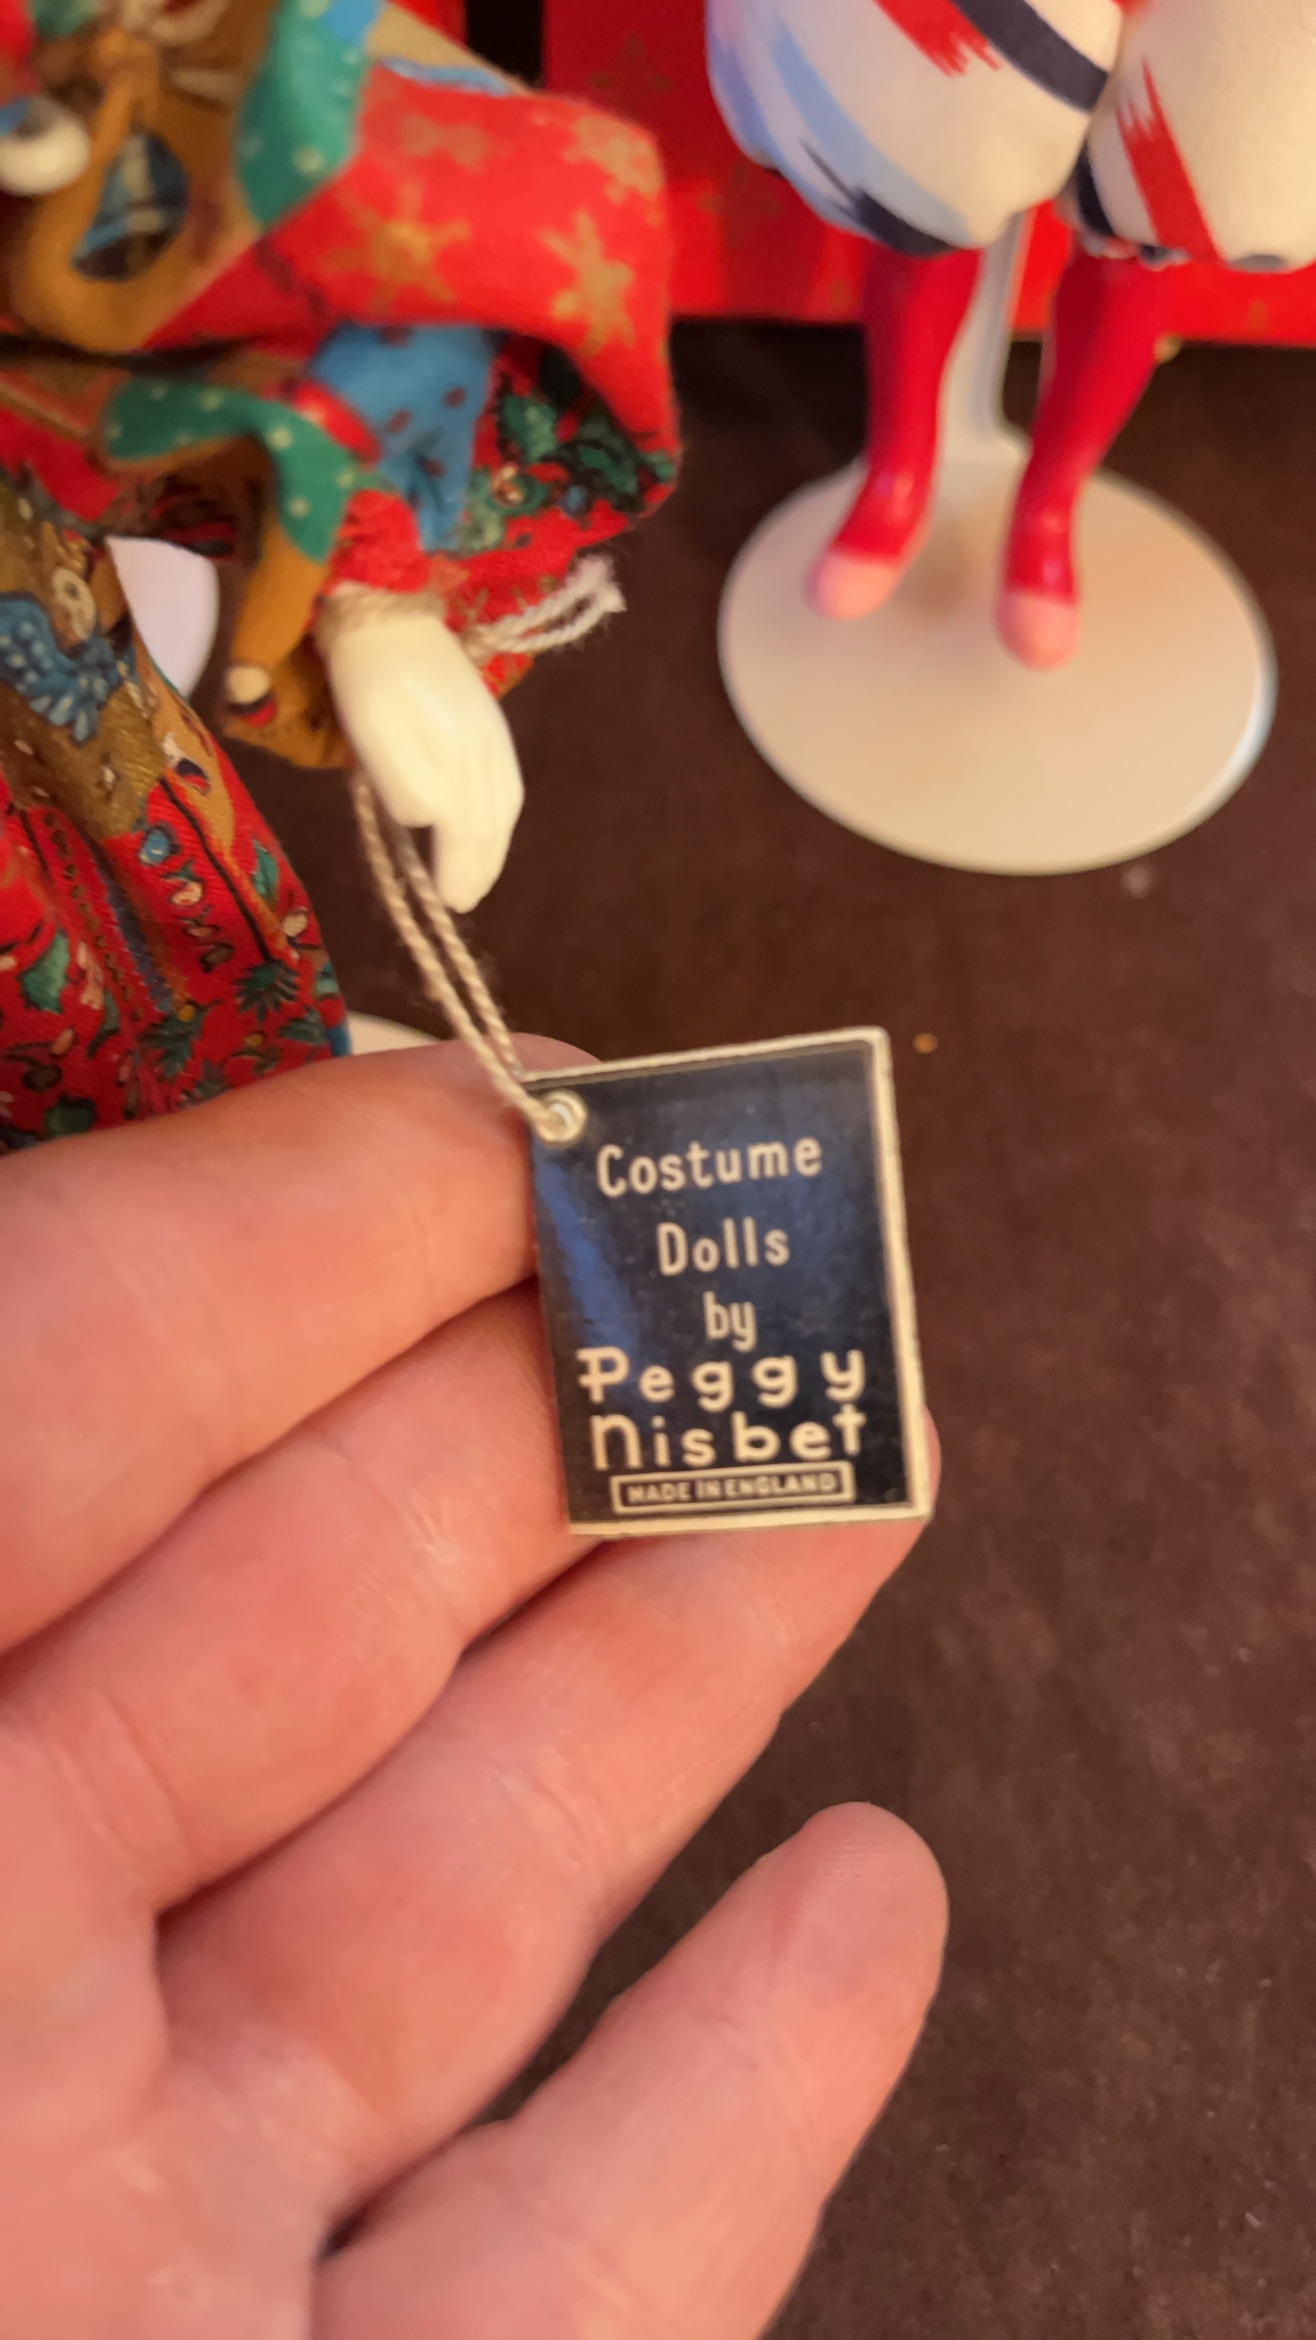 Costume
Dolls
by
Peggy
Nisbet
MADE IN ENGLAND